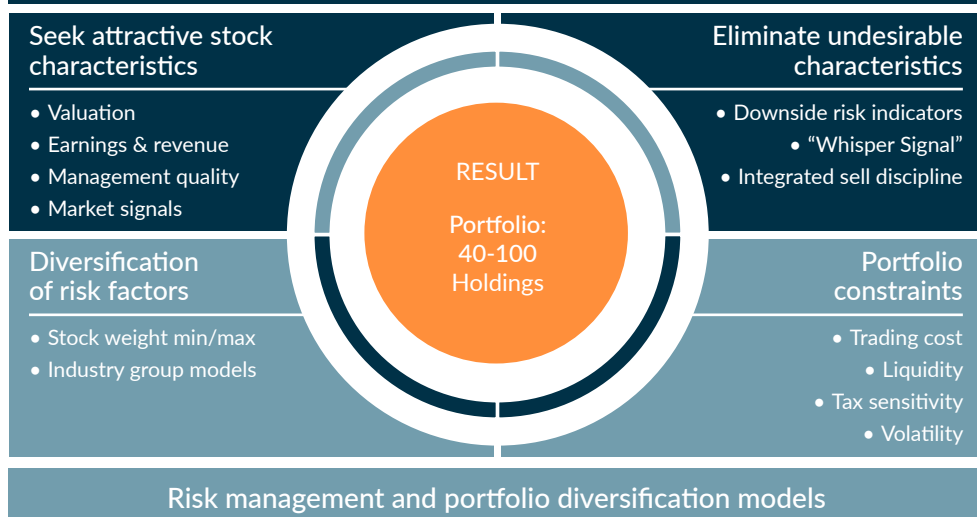 Seek attractive stock
characteristics
• Valuation
• Earnings & revenue
• Management quality
• Market signals
Eliminate undesirable
characteristics
• Downside risk indicators
• “Whisper Signal”
• Integrated sell discipline
RESULT
Portfolio:
40-100
Holdings
Diversification
of risk factors
• Stock weight min/max
• Industry group models
Portfolio
constraints
• Trading cost
• Liquidity
• Tax sensitivity
• Volatility
Risk management and portfolio diversification models